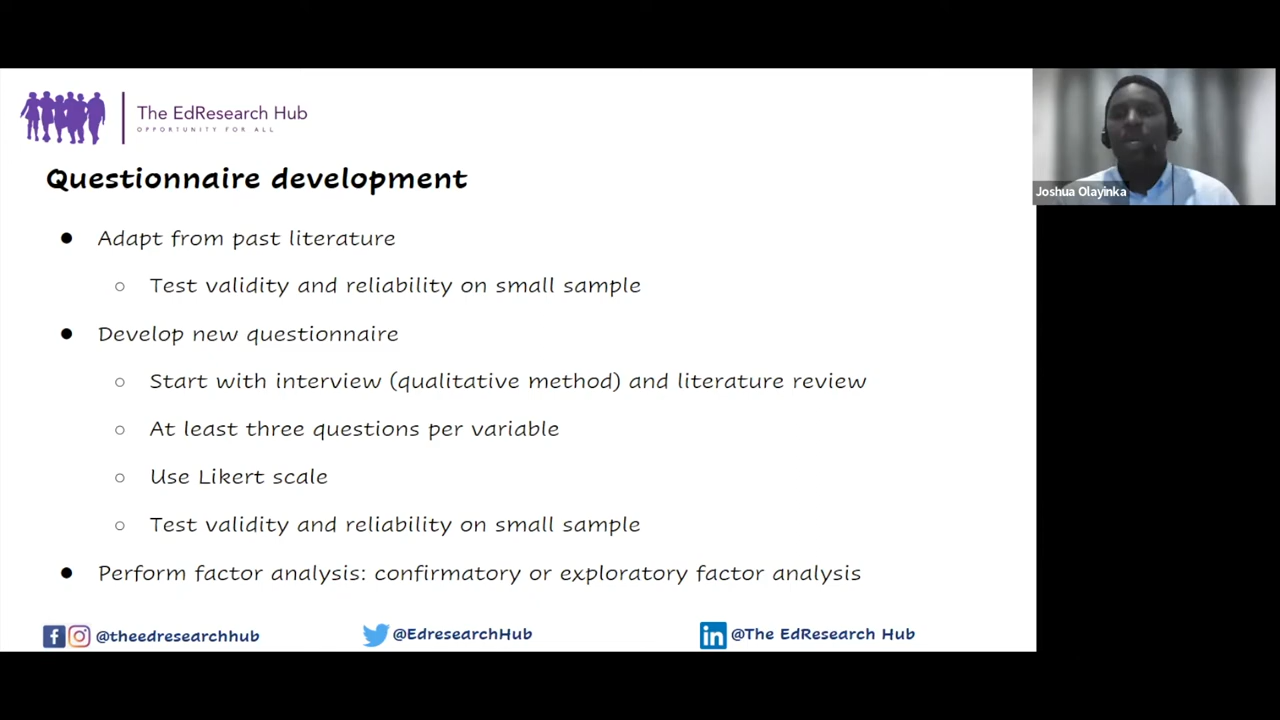 The EdResearch Hub
OPPORTUNITY FOR ALL
Joshua Olayinka
Questionnaire development
● Adapt from past literature
○ Test validity and reliability on small sample
● Develop new questionnaire
○ Start with interview (qualitative method) and literature review
○ At least three questions per variable
○ Use Likert scale
○ Test validity and reliability on small sample
● Perform factor analysis: confirmatory or exploratory factor analysis
@theedresearchhub
@EdresearchHub
@The EdResearch Hub